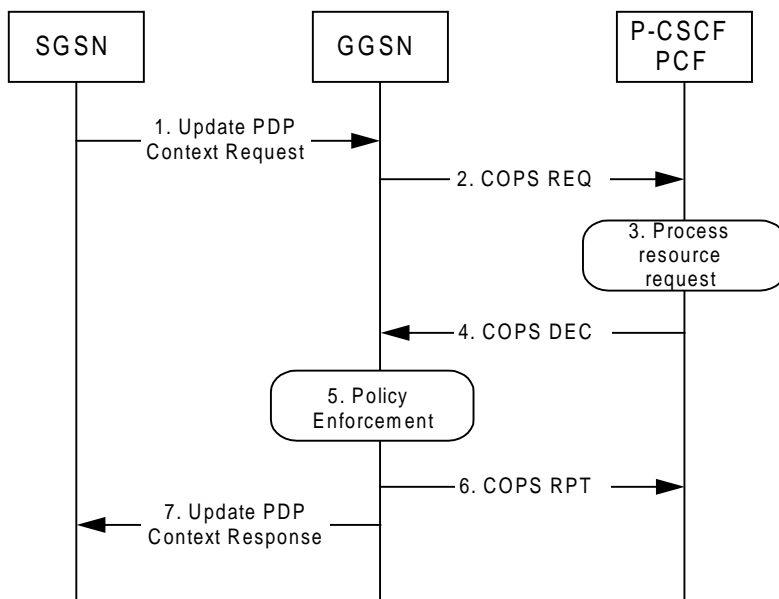 SGSN
GGSN
P-CSCF
PCF
1. Update PDP
Context Request
2. COPS REQ
3. Process
resource
request
4. COPS DEC
5. Policy
Enforcement
6. COPS RPT
7. Update PDP
Context Response